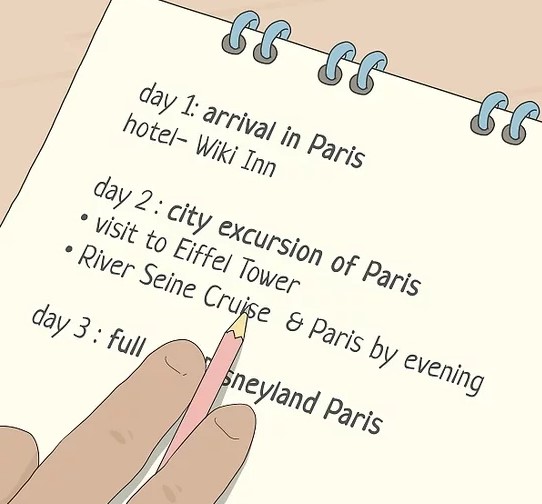 day 1: arrival in Paris
hotel– Wiki Inn
day 2: city excursion of Paris
• visit to Eiffel Tower
• River Seine Cruise & Paris by evening
day 3: full sneyland Paris